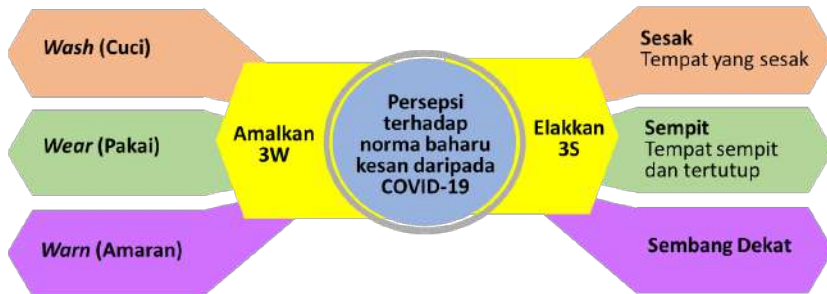 Wash (Cuci)
Wear (Pakai)
Warn (Amaran)
Amalkan
3W
Persepsi
terhadap
norma baharu
kesan daripada
COVID-19
Elakkan
3S
Sesak
Tempat yang sesak
Sempit
Tempat sempit
dan tertutup
Sembang Dekat